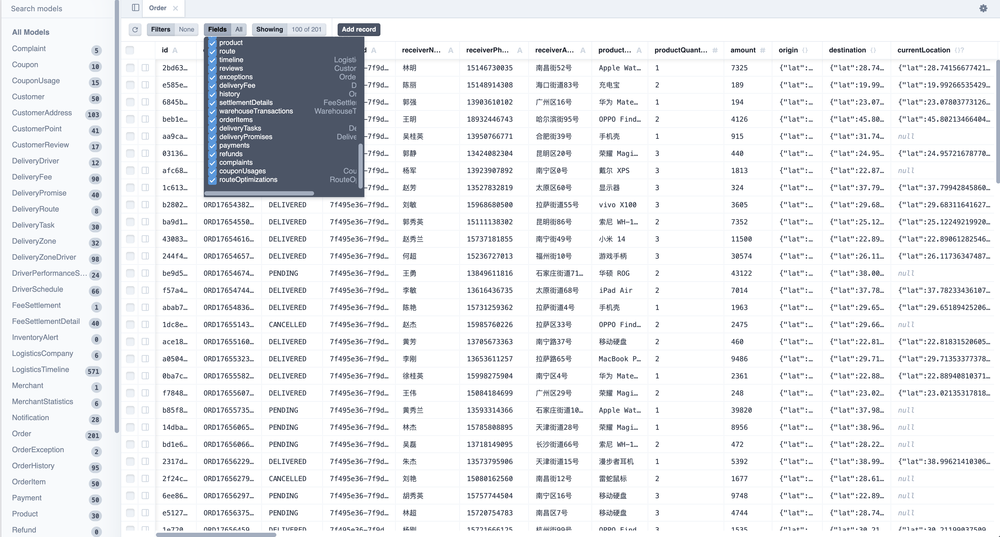 Search models
Order
Filters None Fields All Showing 100 of 201 Add record
All Models
Complaint 5
Coupon 10
CouponUsage 15
Customer 50
CustomerAddress 103
CustomerPoint 41
CustomerReview 17
DeliveryDriver 12
DeliveryFee 90
DeliveryPromise 40
DeliveryRoute 8
DeliveryTask 30
DeliveryZone 32
DeliveryZoneDriver 98
DriverPerformanceS... 24
DriverSchedule 66
FeeSettlement 1
FeeSettlementDetail 40
InventoryAlert 0
LogisticsCompany 6
LogisticsTimeline 571
Merchant 1
MerchantStatistics 6
Notification 28
Order 201
OrderException 2
OrderHistory 95
OrderItem 50
Payment 50
Product 30
Refund 0
product
route
timeline Logisti
reviews Custor
exceptions Orde
deliveryFee D
history Or
settlementDetails FeeSettle
warehouseTransactions WarehouseT
orderItems
deliveryTasks De
deliveryPromises Delive
payments
refunds
complaints
couponUsages Cou
routeOptimizations RouteO
id A d A receiverN... A receiverPh... A receiverA... A product... A productQuant... # amount # origin {} destination {} currentLocation {}?
2bd63… -7f9d… 林明 15146730035 南昌街52号 Apple Wat… 1 7325 {"lat":… {"lat":28.74… {"lat":28.74156677421…
e585e… -7f9d… 陈丽 15148914308 海口街道83号 充电宝 2 189 {"lat":… {"lat":19.99… {"lat":19.99266535429…
6845b… -7f9d… 郭强 13903610102 广州区16号 华为 Mate… 1 194 {"lat":… {"lat":23.07… {"lat":23.07803773126…
beb1e… -7f9d… 王明 18932446743 哈尔滨街95号 OPPO Find… 2 4126 {"lat":… {"lat":45.80… {"lat":45.80213466404…
aa9ca… -7f9d… 吴桂英 13950766771 合肥街39号 手机壳 1 915 {"lat":… {"lat":31.74… null
03136… -7f9d… 郭静 13424082304 昆明区20号 荣耀 Magi… 3 440 {"lat":… {"lat":24.95… {"lat":24.95721678770…
afc68… -7f9d… 杨军 13923907892 南宁区0号 戴尔 XPS 3 1813 {"lat":… {"lat":22.87… null
1c613… -7f9d… 赵芳 13527832819 太原区60号 显示器 3 324 {"lat":… {"lat":37.79… {"lat":37.79942845860…
b2802… ORD17654382… DELIVERED 7f495e36-7f9d… 刘敏 15968680500 拉萨街道55号 vivo X100 3 3605 {"lat":… {"lat":29.68… {"lat":29.68311641627…
ba9d1… ORD17654550… DELIVERED 7f495e36-7f9d… 郭秀英 15111138302 昆明街86号 索尼 WH-1… 2 7352 {"lat":… {"lat":25.12… {"lat":25.12249219920…
43083… ORD17654616… DELIVERED 7f495e36-7f9d… 赵秀兰 15737181855 南宁街49号 小米 14 3 11500 {"lat":… {"lat":22.89… {"lat":22.89061282546…
244f4… ORD17654657… DELIVERED 7f495e36-7f9d… 何超 15236727013 福州街10号 游戏手柄 3 30574 {"lat":… {"lat":26.11… {"lat":26.11736347487…
be9d5… ORD17654674… PENDING 7f495e36-7f9d… 王勇 13849611816 石家庄街道71… 华硕 ROG 2 43122 {"lat":… {"lat":38.00… null
f57a4… ORD17654744… DELIVERED 7f495e36-7f9d… 李敏 13616436735 太原街道68号 iPad Air 2 7014 {"lat":… {"lat":37.78… {"lat":37.78233436107…
abab7… ORD17654836… DELIVERED 7f495e36-7f9d… 陈艳 15731259362 拉萨街道4号 手机壳 1 1963 {"lat":… {"lat":29.65… {"lat":29.65189425206…
1dc8e… ORD17655143… CANCELLED 7f495e36-7f9d… 赵杰 15985760226 拉萨区33号 OPPO Find… 2 2475 {"lat":… {"lat":29.66… null
ace18… ORD17655160… DELIVERED 7f495e36-7f9d… 黄芳 13705673363 南宁路37号 移动硬盘 2 460 {"lat":… {"lat":22.81… {"lat":22.81831520605…
a0504… ORD17655323… DELIVERED 7f495e36-7f9d… 李刚 13653611257 拉萨路65号 MacBook P… 2 9486 {"lat":… {"lat":29.71… {"lat":29.71353377378…
0ba7c… ORD17655582… DELIVERED 7f495e36-7f9d… 徐桂英 15998275904 南宁区4号 华为 Mate… 1 2361 {"lat":… {"lat":22.88… {"lat":22.88940810371…
f7848… ORD17655607… DELIVERED 7f495e36-7f9d… 王伟 15084184699 广州区29号 荣耀 Magi… 2 248 {"lat":… {"lat":23.02… {"lat":23.02135317818…
b85f8… ORD17655735… PENDING 7f495e36-7f9d… 黄秀兰 13593314366 石家庄街道10… Apple Wat… 1 39820 {"lat":… {"lat":37.98… null
14dba… ORD17656065… PENDING 7f495e36-7f9d… 林杰 15785808895 天津街道28号 荣耀 Magi… 1 8956 {"lat":… {"lat":38.96… null
bd1e6… ORD17656066… PENDING 7f495e36-7f9d… 吴磊 13718149095 长沙街道66号 索尼 WH-1… 2 472 {"lat":… {"lat":28.22… null
2317d… ORD17656229… DELIVERED 7f495e36-7f9d… 朱杰 13573795906 天津街道15号 漫步者耳机 1 5392 {"lat":… {"lat":38.99… {"lat":38.99621410306…
2f24c… ORD17656279… CANCELLED 7f495e36-7f9d… 刘艳 15080162560 南昌街12号 雷蛇鼠标 2 1677 {"lat":… {"lat":28.61… null
6ee86… ORD17656297… PENDING 7f495e36-7f9d… 胡秀英 15757744504 南宁区16号 移动硬盘 3 9748 {"lat":… {"lat":22.89… null
e5127… ORD17656375… PENDING 7f495e36-7f9d… 林超 15720754783 南昌区7号 移动硬盘 3 4744 {"lat":… {"lat":28.74… null
1e720 ORD17656459 DELIVERED 7f495e36-7f9d 杨刚 15721666125 杭州街99号 OPPO Find 3 1535 {"lat": {"lat":30.21 {"lat":30.21199037509